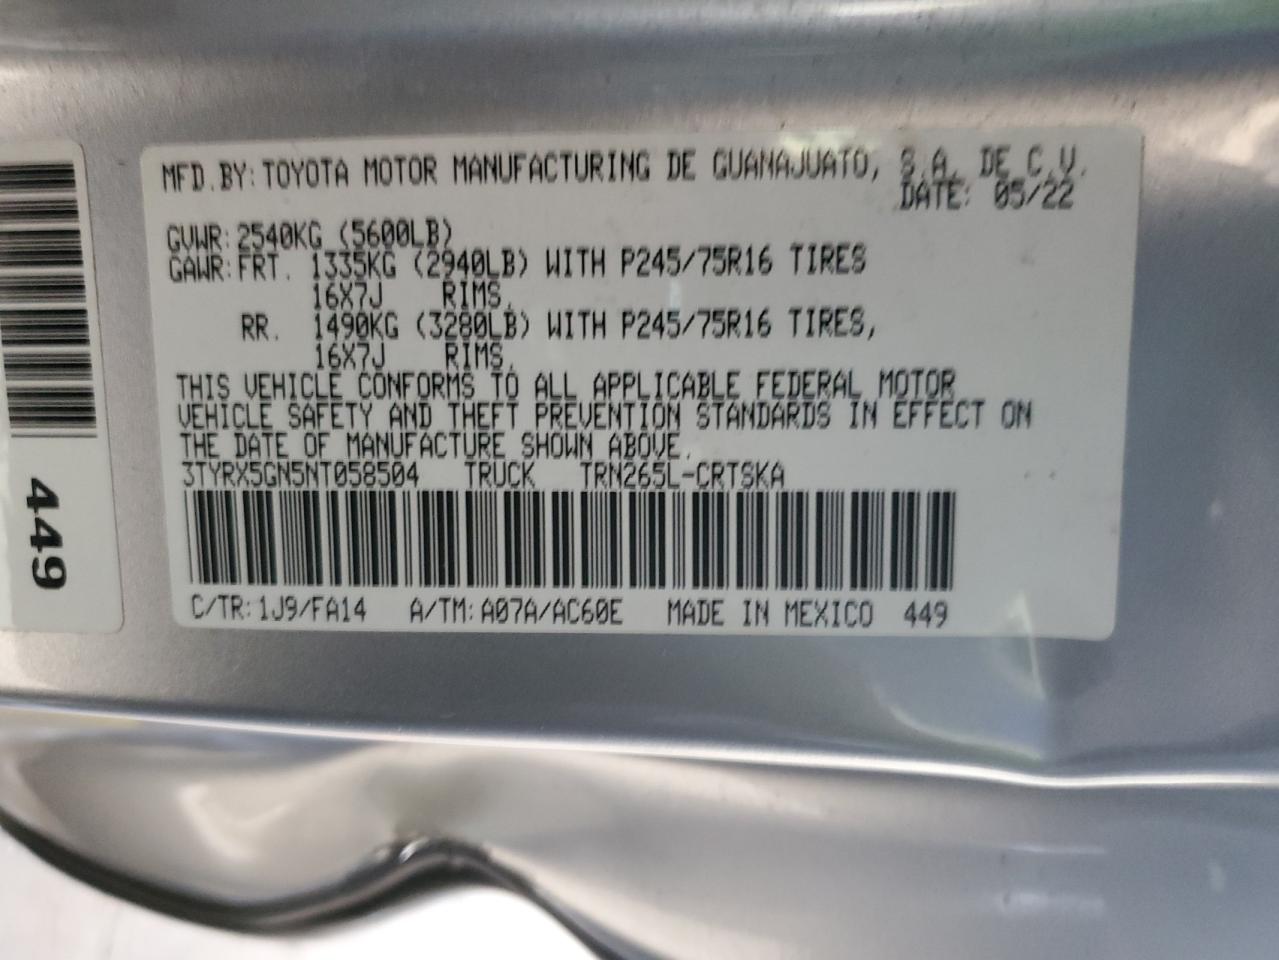 MFD.BY: TOYOTA MOTOR MANUFACTURING DE GUANAJUATO, S.A. DE C.V.
DATE: 05/22
GVWR: 2540KG (5600LB)
GAWR: FRT. 1335KG (2940LB) WITH P245/75R16 TIRES
16X7J RIMS,
RR. 1490KG (3280LB) WITH P245/75R16 TIRES,
16X7J RIMS,
THIS VEHICLE CONFORMS TO ALL APPLICABLE FEDERAL MOTOR
VEHICLE SAFETY AND THEFT PREVENTION STANDARDS IN EFFECT ON
THE DATE OF MANUFACTURE SHOWN ABOVE.
3TYRX5GN5NT058504 TRUCK TRN265L-CRTSKA
C/TR: 1J9/FA14 A/TM: A07A/AC60E MADE IN MEXICO 449
449